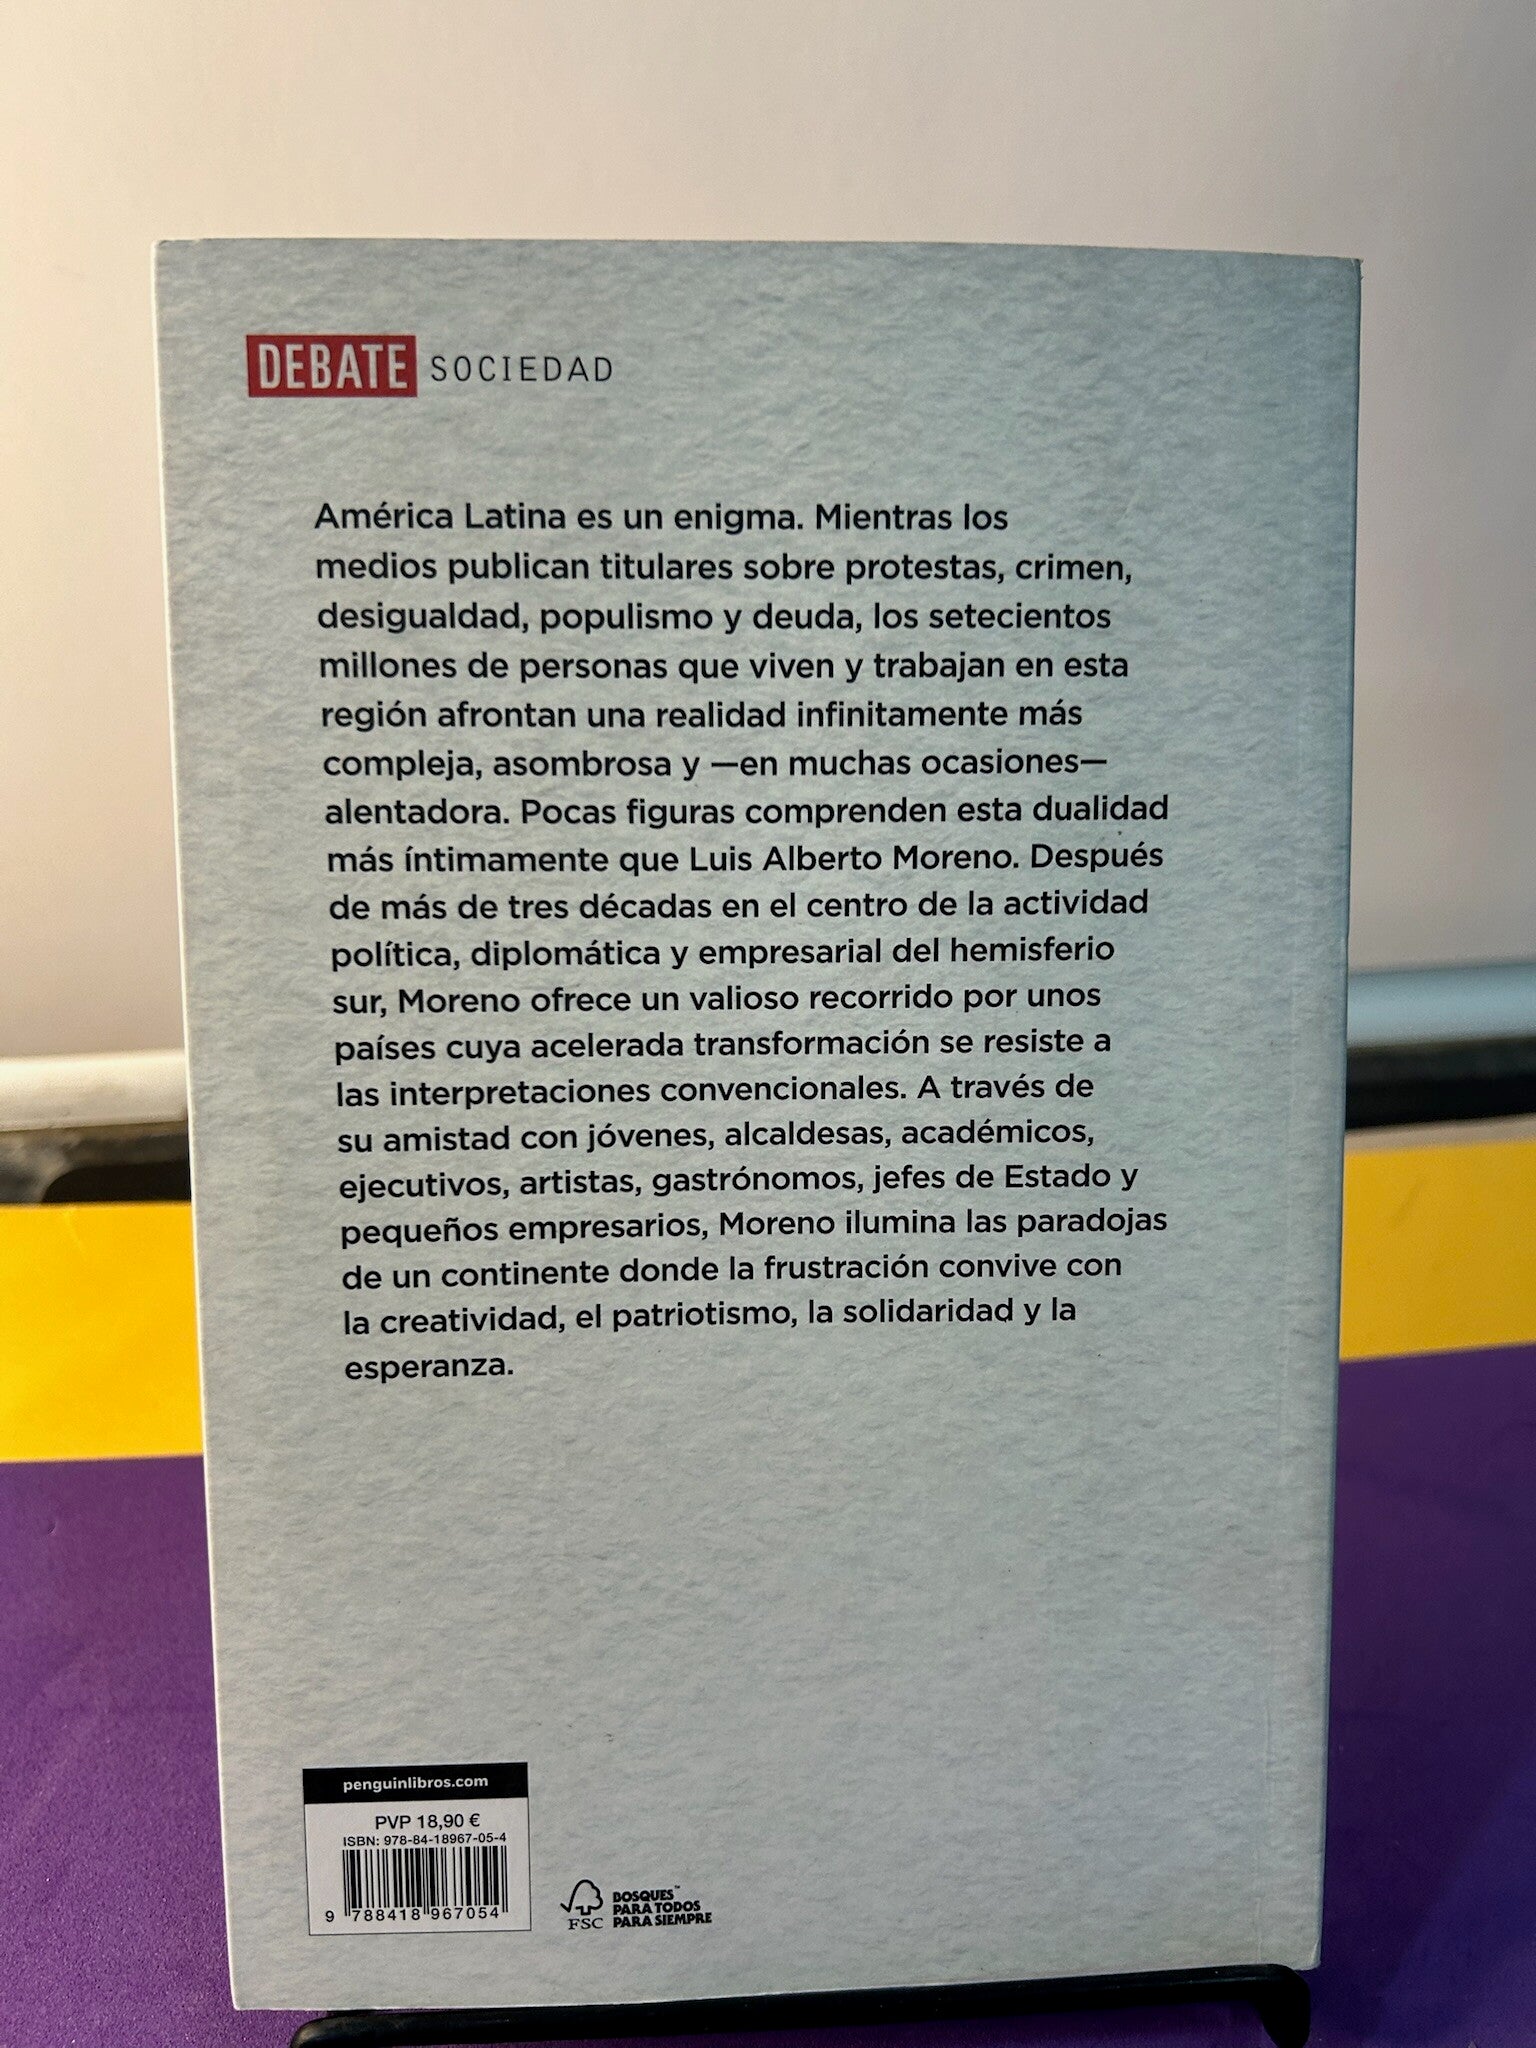 DEBATE SOCIEDAD
América Latina es un enigma. Mientras los
medios publican titulares sobre protestas, crimen,
desigualdad, populismo y deuda, los setecientos
millones de personas que viven y trabajan en esta
región afrontan una realidad infinitamente más
compleja, asombrosa y —en muchas ocasiones—
alentadora. Pocas figuras comprenden esta dualidad
más íntimamente que Luis Alberto Moreno. Después
de más de tres décadas en el centro de la actividad
política, diplomática y empresarial del hemisferio
sur, Moreno ofrece un valioso recorrido por unos
países cuya acelerada transformación se resiste a
las interpretaciones convencionales. A través de
su amistad con jóvenes, alcaldesas, académicos,
ejecutivos, artistas, gastrónomos, jefes de Estado y
pequeños empresarios, Moreno ilumina las paradojas
de un continente donde la frustración convive con
la creatividad, el patriotismo, la solidaridad y la
esperanza.
penguinlibros.com
PVP 18,90 €
ISBN: 978-84-18967-05-4
9 788418 967054
FSC
BOSQUES™
PARA TODOS
PARA SIEMPRE